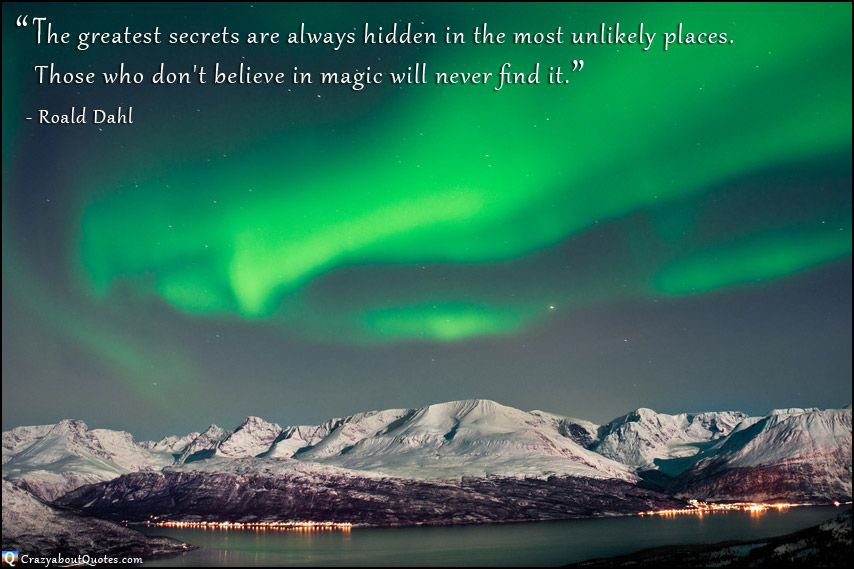 “The greatest secrets are always hidden in the most unlikely places.
Those who don't believe in magic will never find it.”
- Roald Dahl
Q CrazyaboutQuotes.com